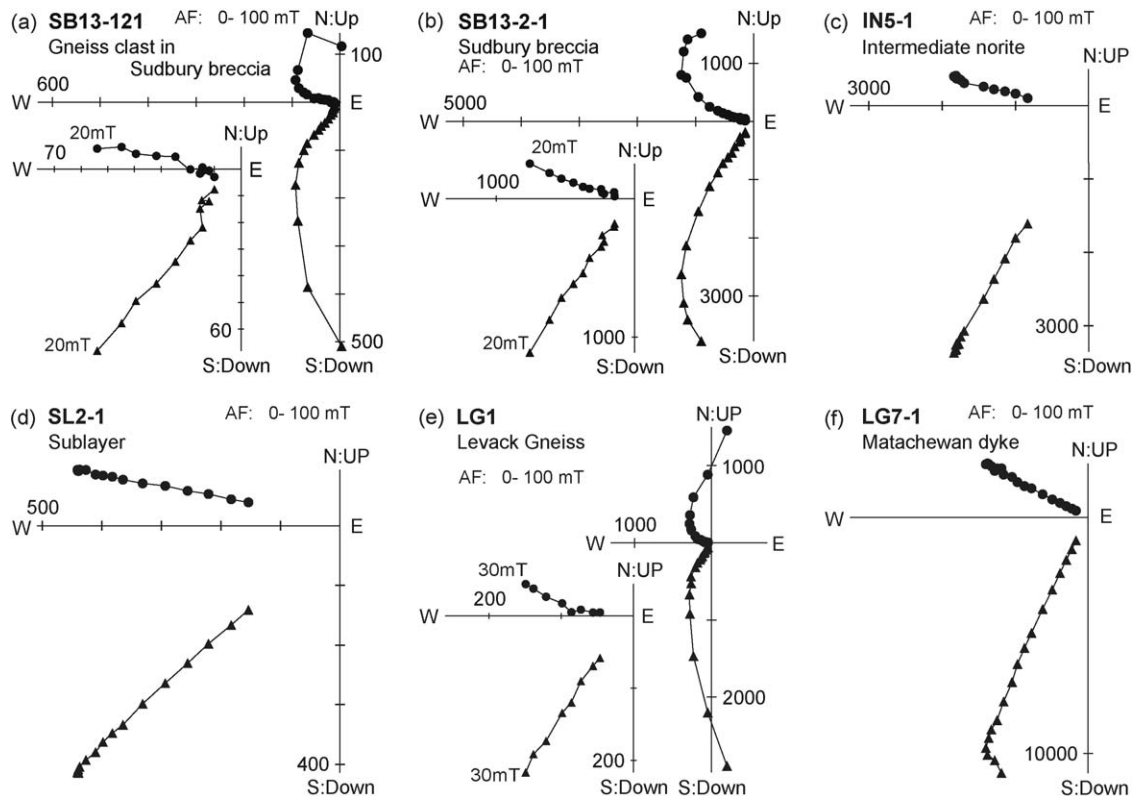 (a) SB13-121 AF: 0- 100 mT
Gneiss clast in
Sudbury breccia
N:Up
100
600
W
E
20mT
N:Up
70
W
E
60
20mT
S:Down
500
S:Down
(b) SB13-2-1
Sudbury breccia
AF: 0- 100 mT
N:Up
1000
5000
W
E
20mT
N:Up
1000
W
E
3000
20mT
1000
S:Down
S:Down
(c) IN5-1 AF: 0- 100 mT
Intermediate norite
N:UP
3000
W
E
3000
S:Down
(d) SL2-1 AF: 0- 100 mT
Sublayer
N:UP
500
W
E
400
S:Down
(e) LG1
Levack Gneiss
AF: 0- 100 mT
N:UP
1000
1000
W
E
30mT
N:UP
200
W
E
2000
30mT
200
S:Down
S:Down
(f) LG7-1 AF: 0- 100 mT
Matachewan dyke
N:UP
W
E
10000
S:Down